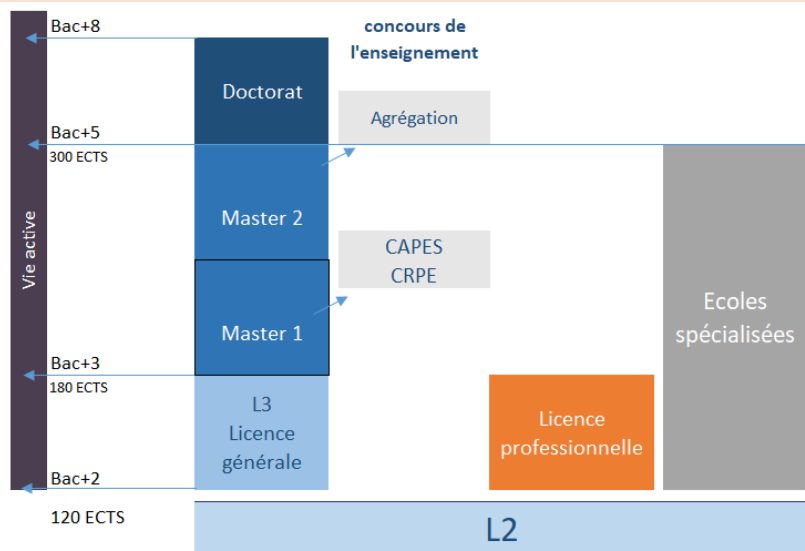 Bac+8
concours de
l'enseignement
Doctorat
Agrégation
Bac+5
300 ECTS
Master 2
CAPES
CRPE
Vie active
Ecoles
spécialisées
Master 1
Bac+3
180 ECTS
L3
Licence
générale
Licence
professionnelle
Bac+2
120 ECTS
L2